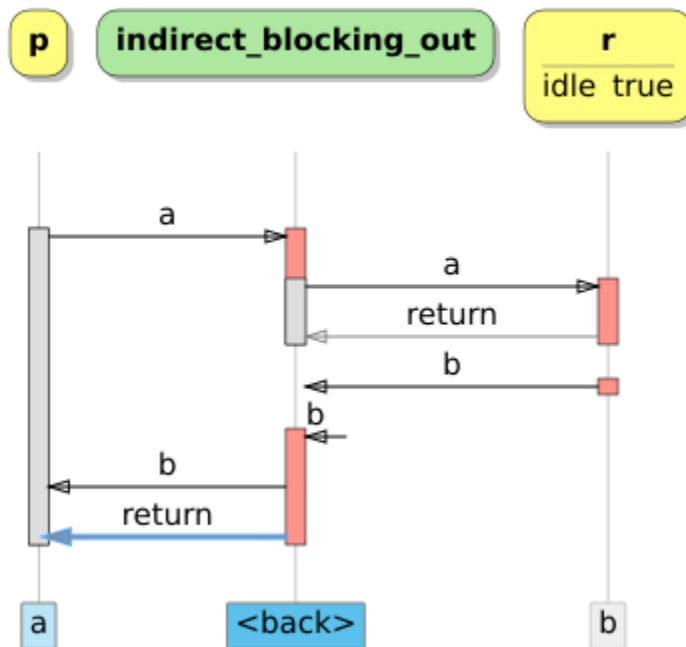 p
indirect_blocking_out
r
idle true
a
a
return
b
b
b
return
a
<back>
b